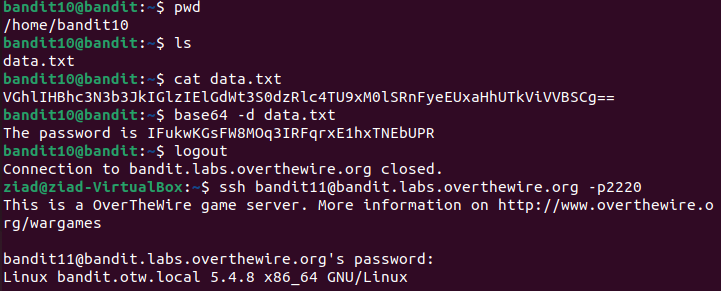 bandit10@bandit:~$ pwd
/home/bandit10
bandit10@bandit:~$ ls
data.txt
bandit10@bandit:~$ cat data.txt
VGhlIHBhc3N3b3JkIGlzIElGdWt3S0dzRlc4TU9xM0lSRnFyeEUxaHhUTkViVVBSCg==
bandit10@bandit:~$ base64 -d data.txt
The password is IFukwKGsFW8MOq3IRFqrxE1hxTNEbUPR
bandit10@bandit:~$ logout
Connection to bandit.labs.overthewire.org closed.
ziad@ziad-VirtualBox:~$ ssh bandit11@bandit.labs.overthewire.org -p2220
This is a OverTheWire game server. More information on http://www.overthewire.o
rg/wargames
bandit11@bandit.labs.overthewire.org's password:
Linux bandit.otw.local 5.4.8 x86_64 GNU/Linux